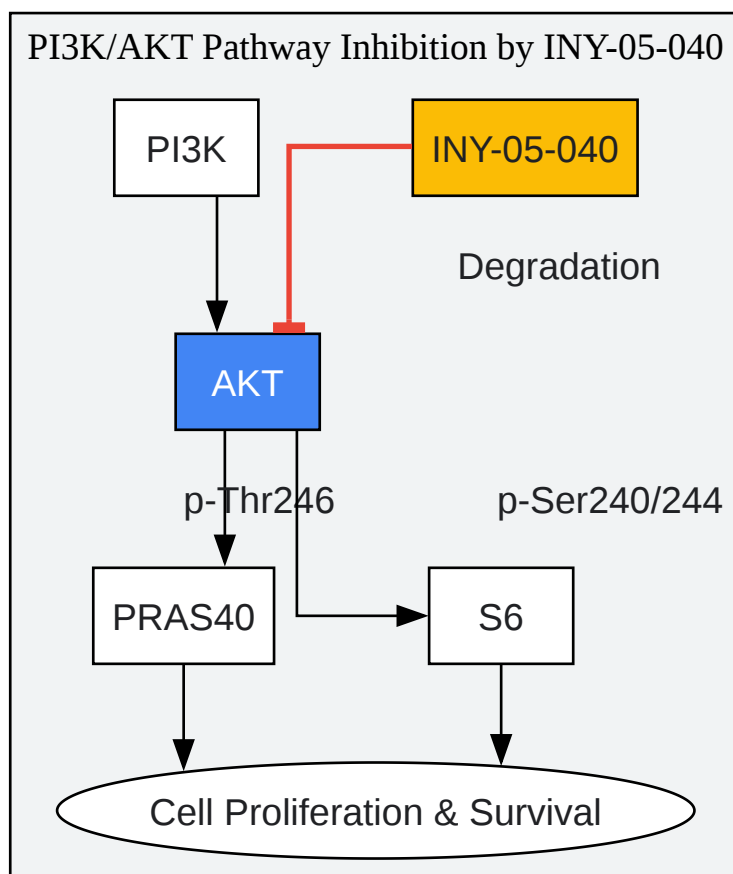 PI3K/AKT Pathway Inhibition by INY-05-040
PI3K
INY-05-040
Degradation
AKT
p-Thr246
p-Ser240/244
PRAS40
S6
Cell Proliferation & Survival